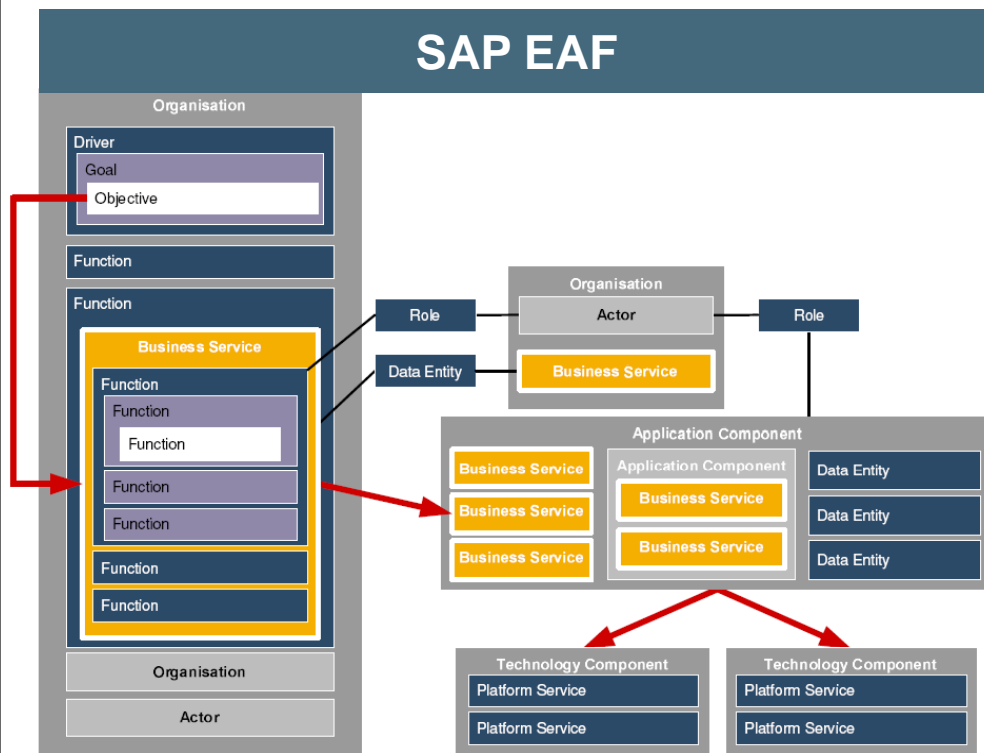 SAP EAF
Organisation
Driver
Goal
Objective
Function
Function
Business Service
Function
Function
Function
Function
Function
Function
Function
Organisation
Actor
Role
Data Entity
Organisation
Actor
Business Service
Role
Application Component
Business Service
Business Service
Business Service
Application Component
Business Service
Business Service
Data Entity
Data Entity
Data Entity
Technology Component
Platform Service
Platform Service
Technology Component
Platform Service
Platform Service